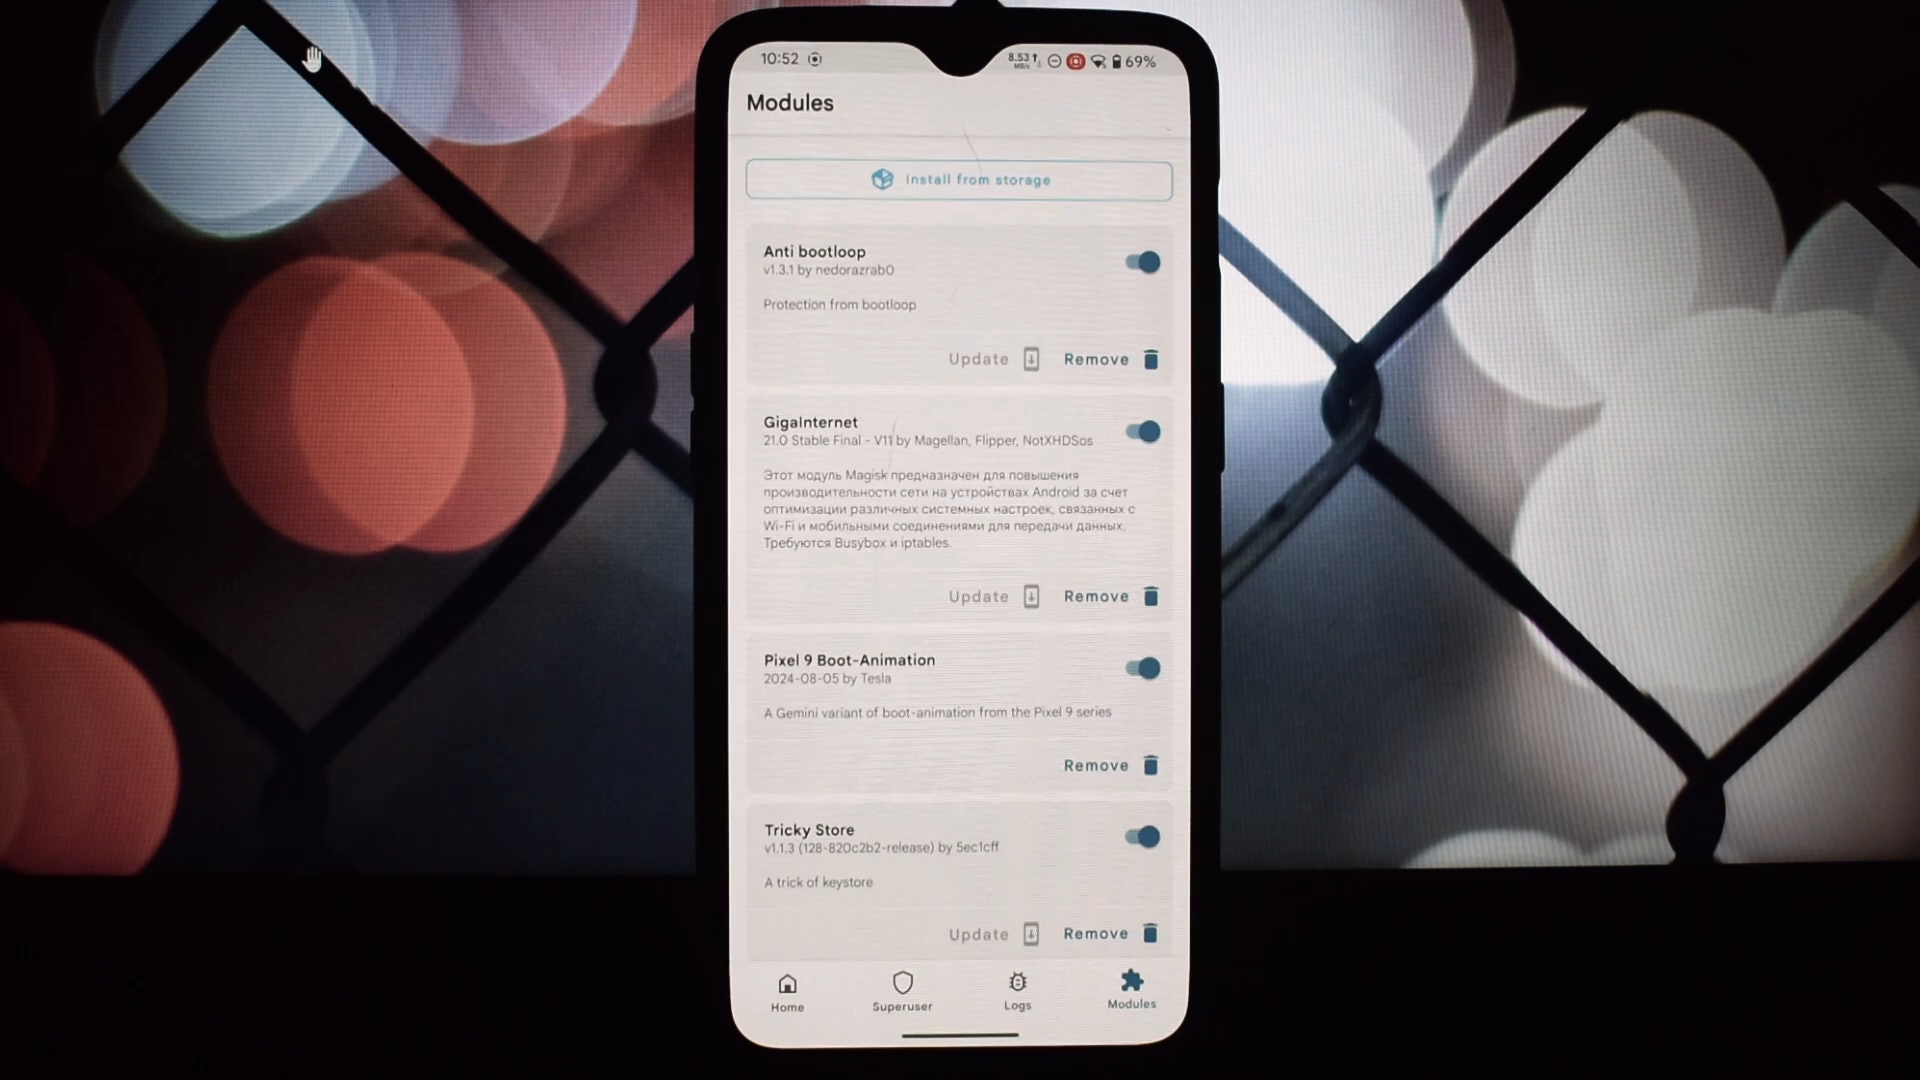 10:52
8.53
MB/s
69%
Modules
Install from storage
Anti bootloop
v1.3.1 by nedorazrab0
Protection from bootloop
Update Remove
GigaInternet
21.0 Stable Final - V11 by Magellan, Flipper, NotXHDSos
Этот модуль Magisk предназначен для повышения
производительности сети на устройствах Android за счет
оптимизации различных системных настроек, связанных с
Wi-Fi и мобильными соединениями для передачи данных.
Требуются Busybox и iptables.
Update Remove
Pixel 9 Boot-Animation
2024-08-05 by Tesla
A Gemini variant of boot-animation from the Pixel 9 series
Remove
Tricky Store
v1.1.3 (128-820c2b2-release) by 5ec1cff
A trick of keystore
Update Remove
Home Superuser Logs Modules